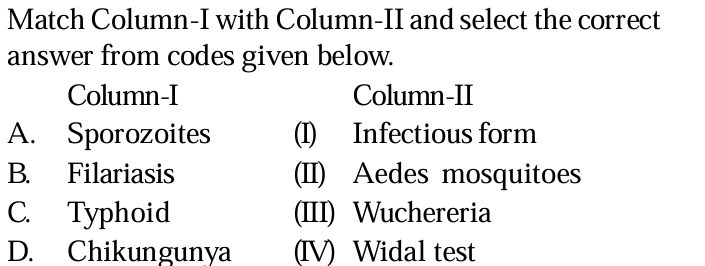 Match Column-I with Column-II and select the correct
answer from codes given below.
Column-I Column-II
A. Sporozoites (I) Infectious form
B. Filariasis (II) Aedes mosquitoes
C. Typhoid (III) Wuchereria
D. Chikungunya (IV) Widal test